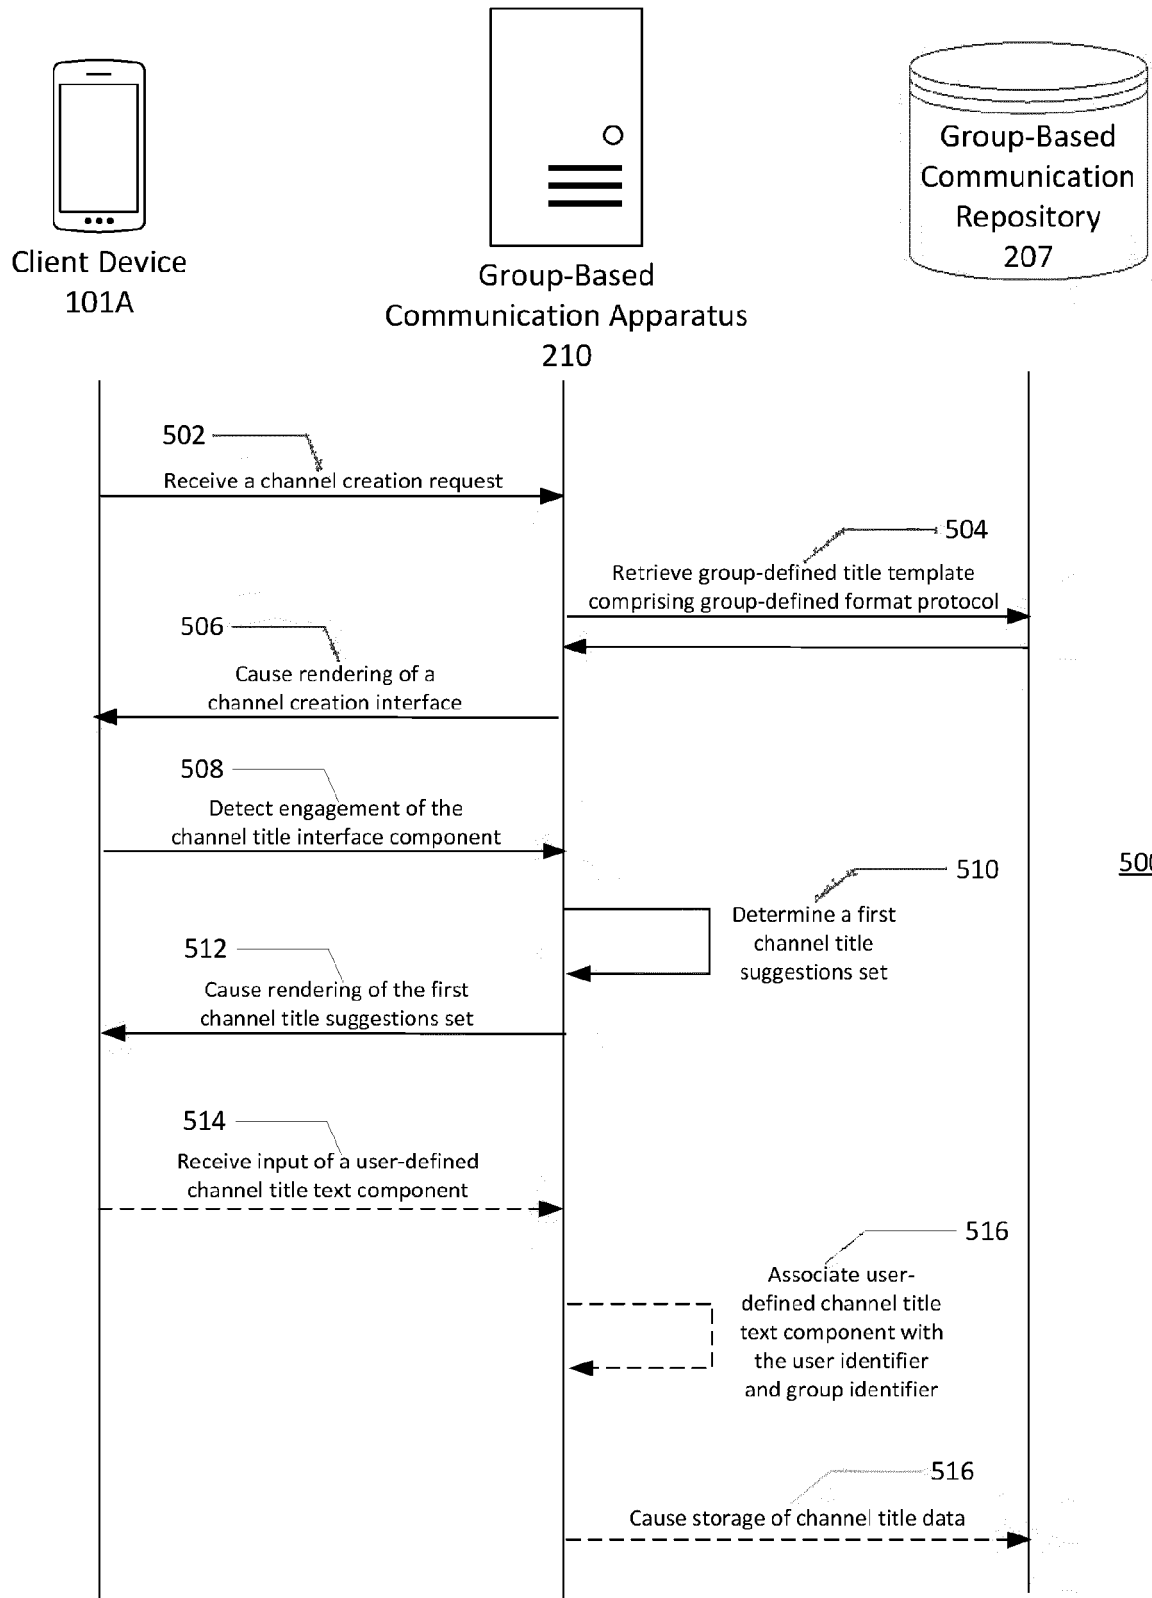 Client Device
101A
Group-Based
Communication Apparatus
210
Group-Based
Communication
Repository
207
502
Receive a channel creation request
504
Retrieve group-defined title template
comprising group-defined format protocol
506
Cause rendering of a
channel creation interface
508
Detect engagement of the
channel title interface component
510
Determine a first
channel title
suggestions set
512
Cause rendering of the first
channel title suggestions set
514
Receive input of a user-defined
channel title text component
516
Associate user-
defined channel title
text component with
the user identifier
and group identifier
516
Cause storage of channel title data